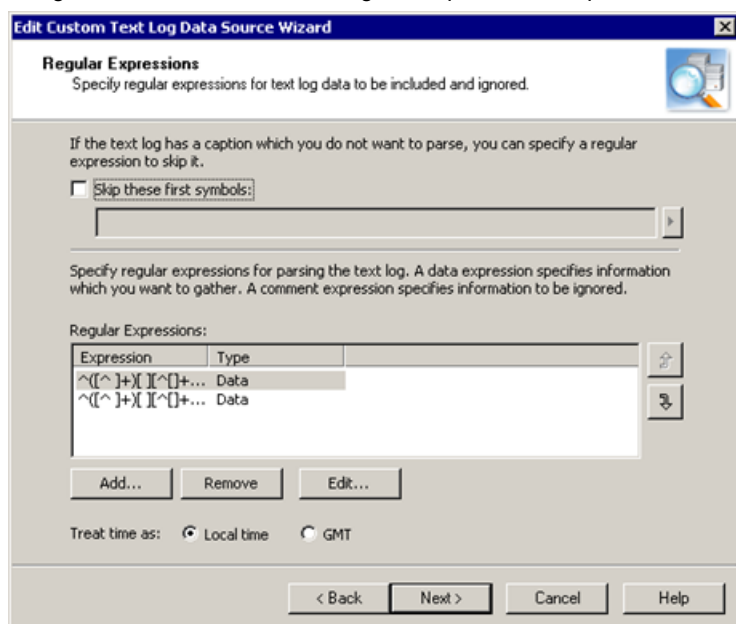 Edit Custom Text Log Data Source Wizard
Regular Expressions
Specify regular expressions for text log data to be included and ignored.
If the text log has a caption which you do not want to parse, you can specify a regular
expression to skip it.
Skip these first symbols:
Specify regular expressions for parsing the text log. A data expression specifies information
which you want to gather. A comment expression specifies information to be ignored.
Regular Expressions:
Expression Type
^([^ ]+)[ ][^[]+... Data
^([^ ]+)[ ][^[]+... Data
Add... Remove Edit...
Treat time as: Local time GMT
< Back Next > Cancel Help